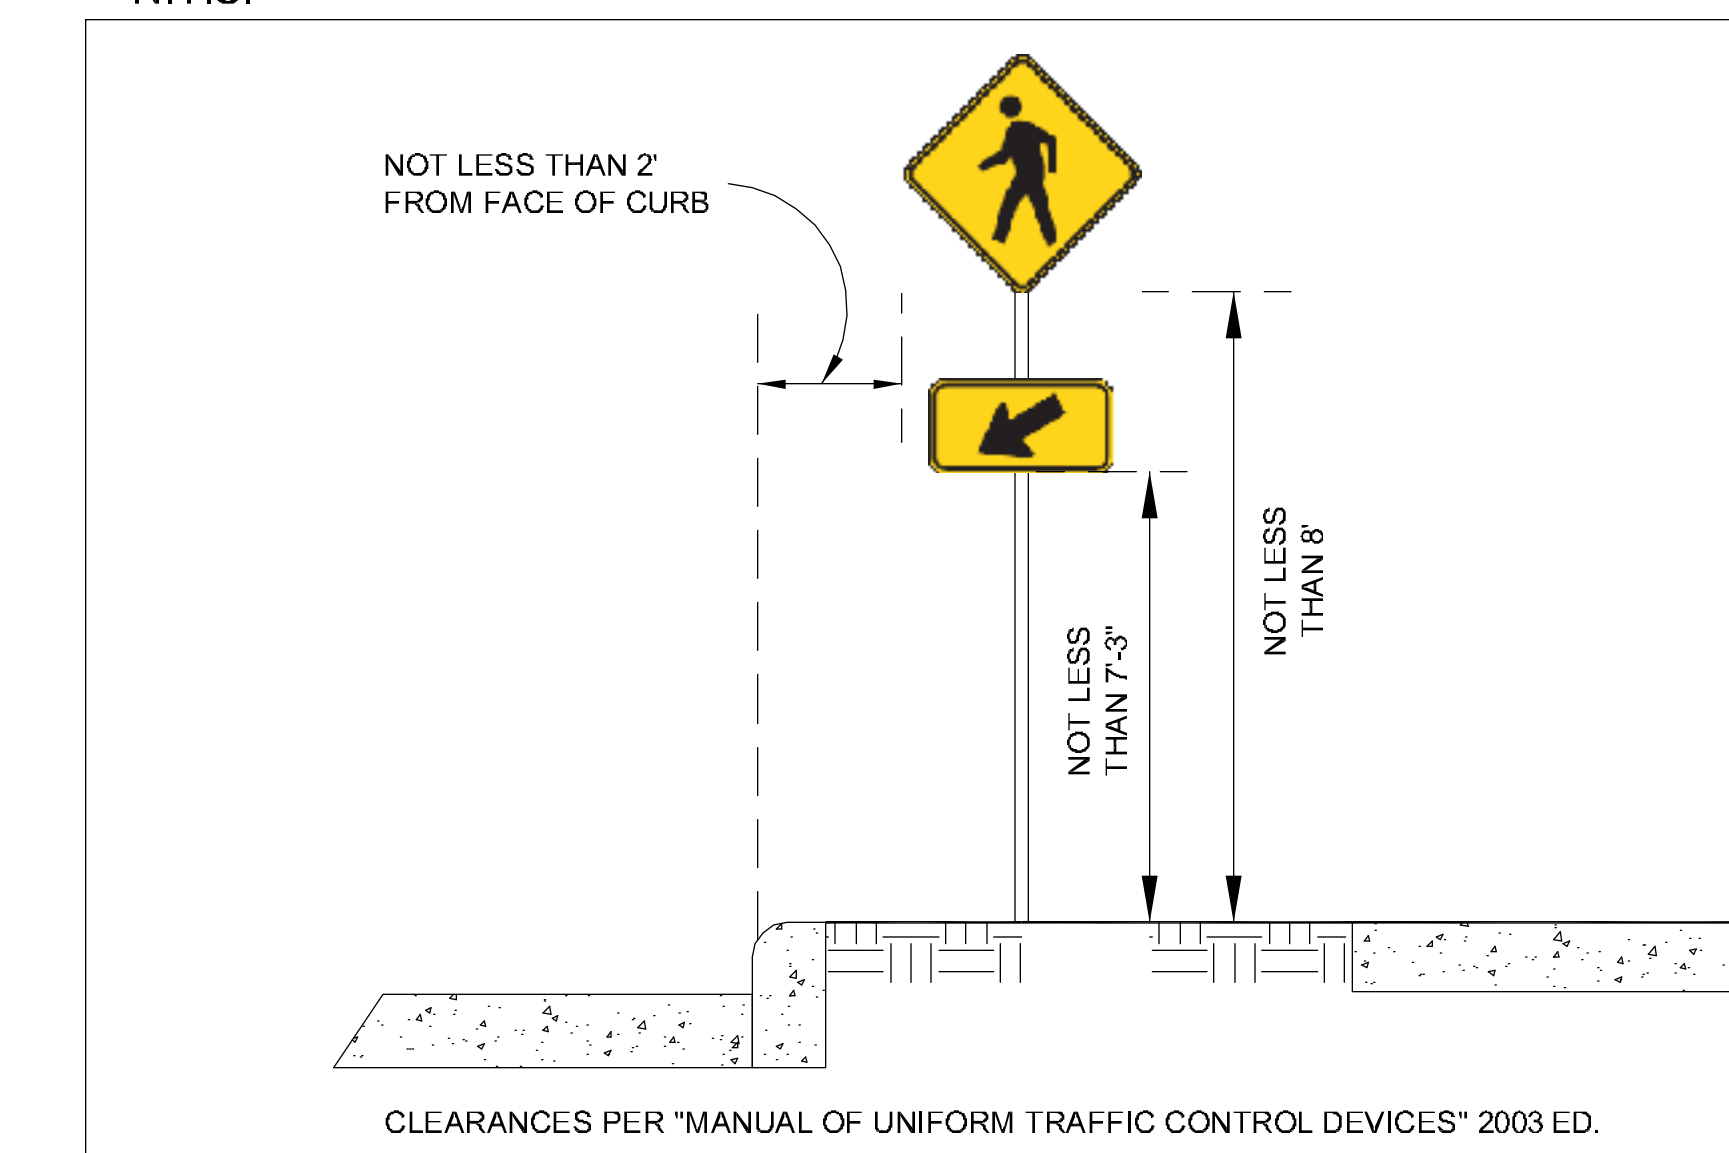 NOT LESS THAN 2'
FROM FACE OF CURB
NOT LESS
THAN 8'
NOT LESS
THAN 7'-3"
CLEARANCES PER "MANUAL OF UNIFORM TRAFFIC CONTROL DEVICES" 2003 ED.